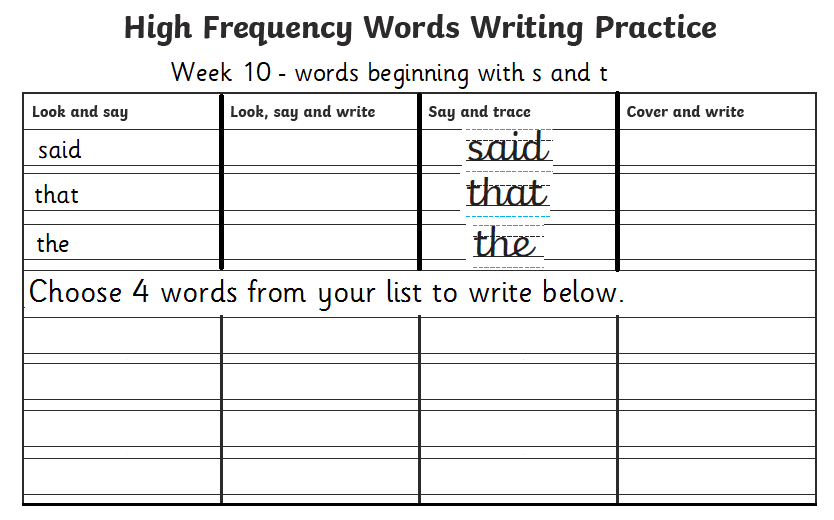 High Frequency Words Writing Practice
Week 10 - words beginning with s and t
Look and say Look, say and write Say and trace Cover and write
said said
that that
the the
Choose 4 words from your list to write below.